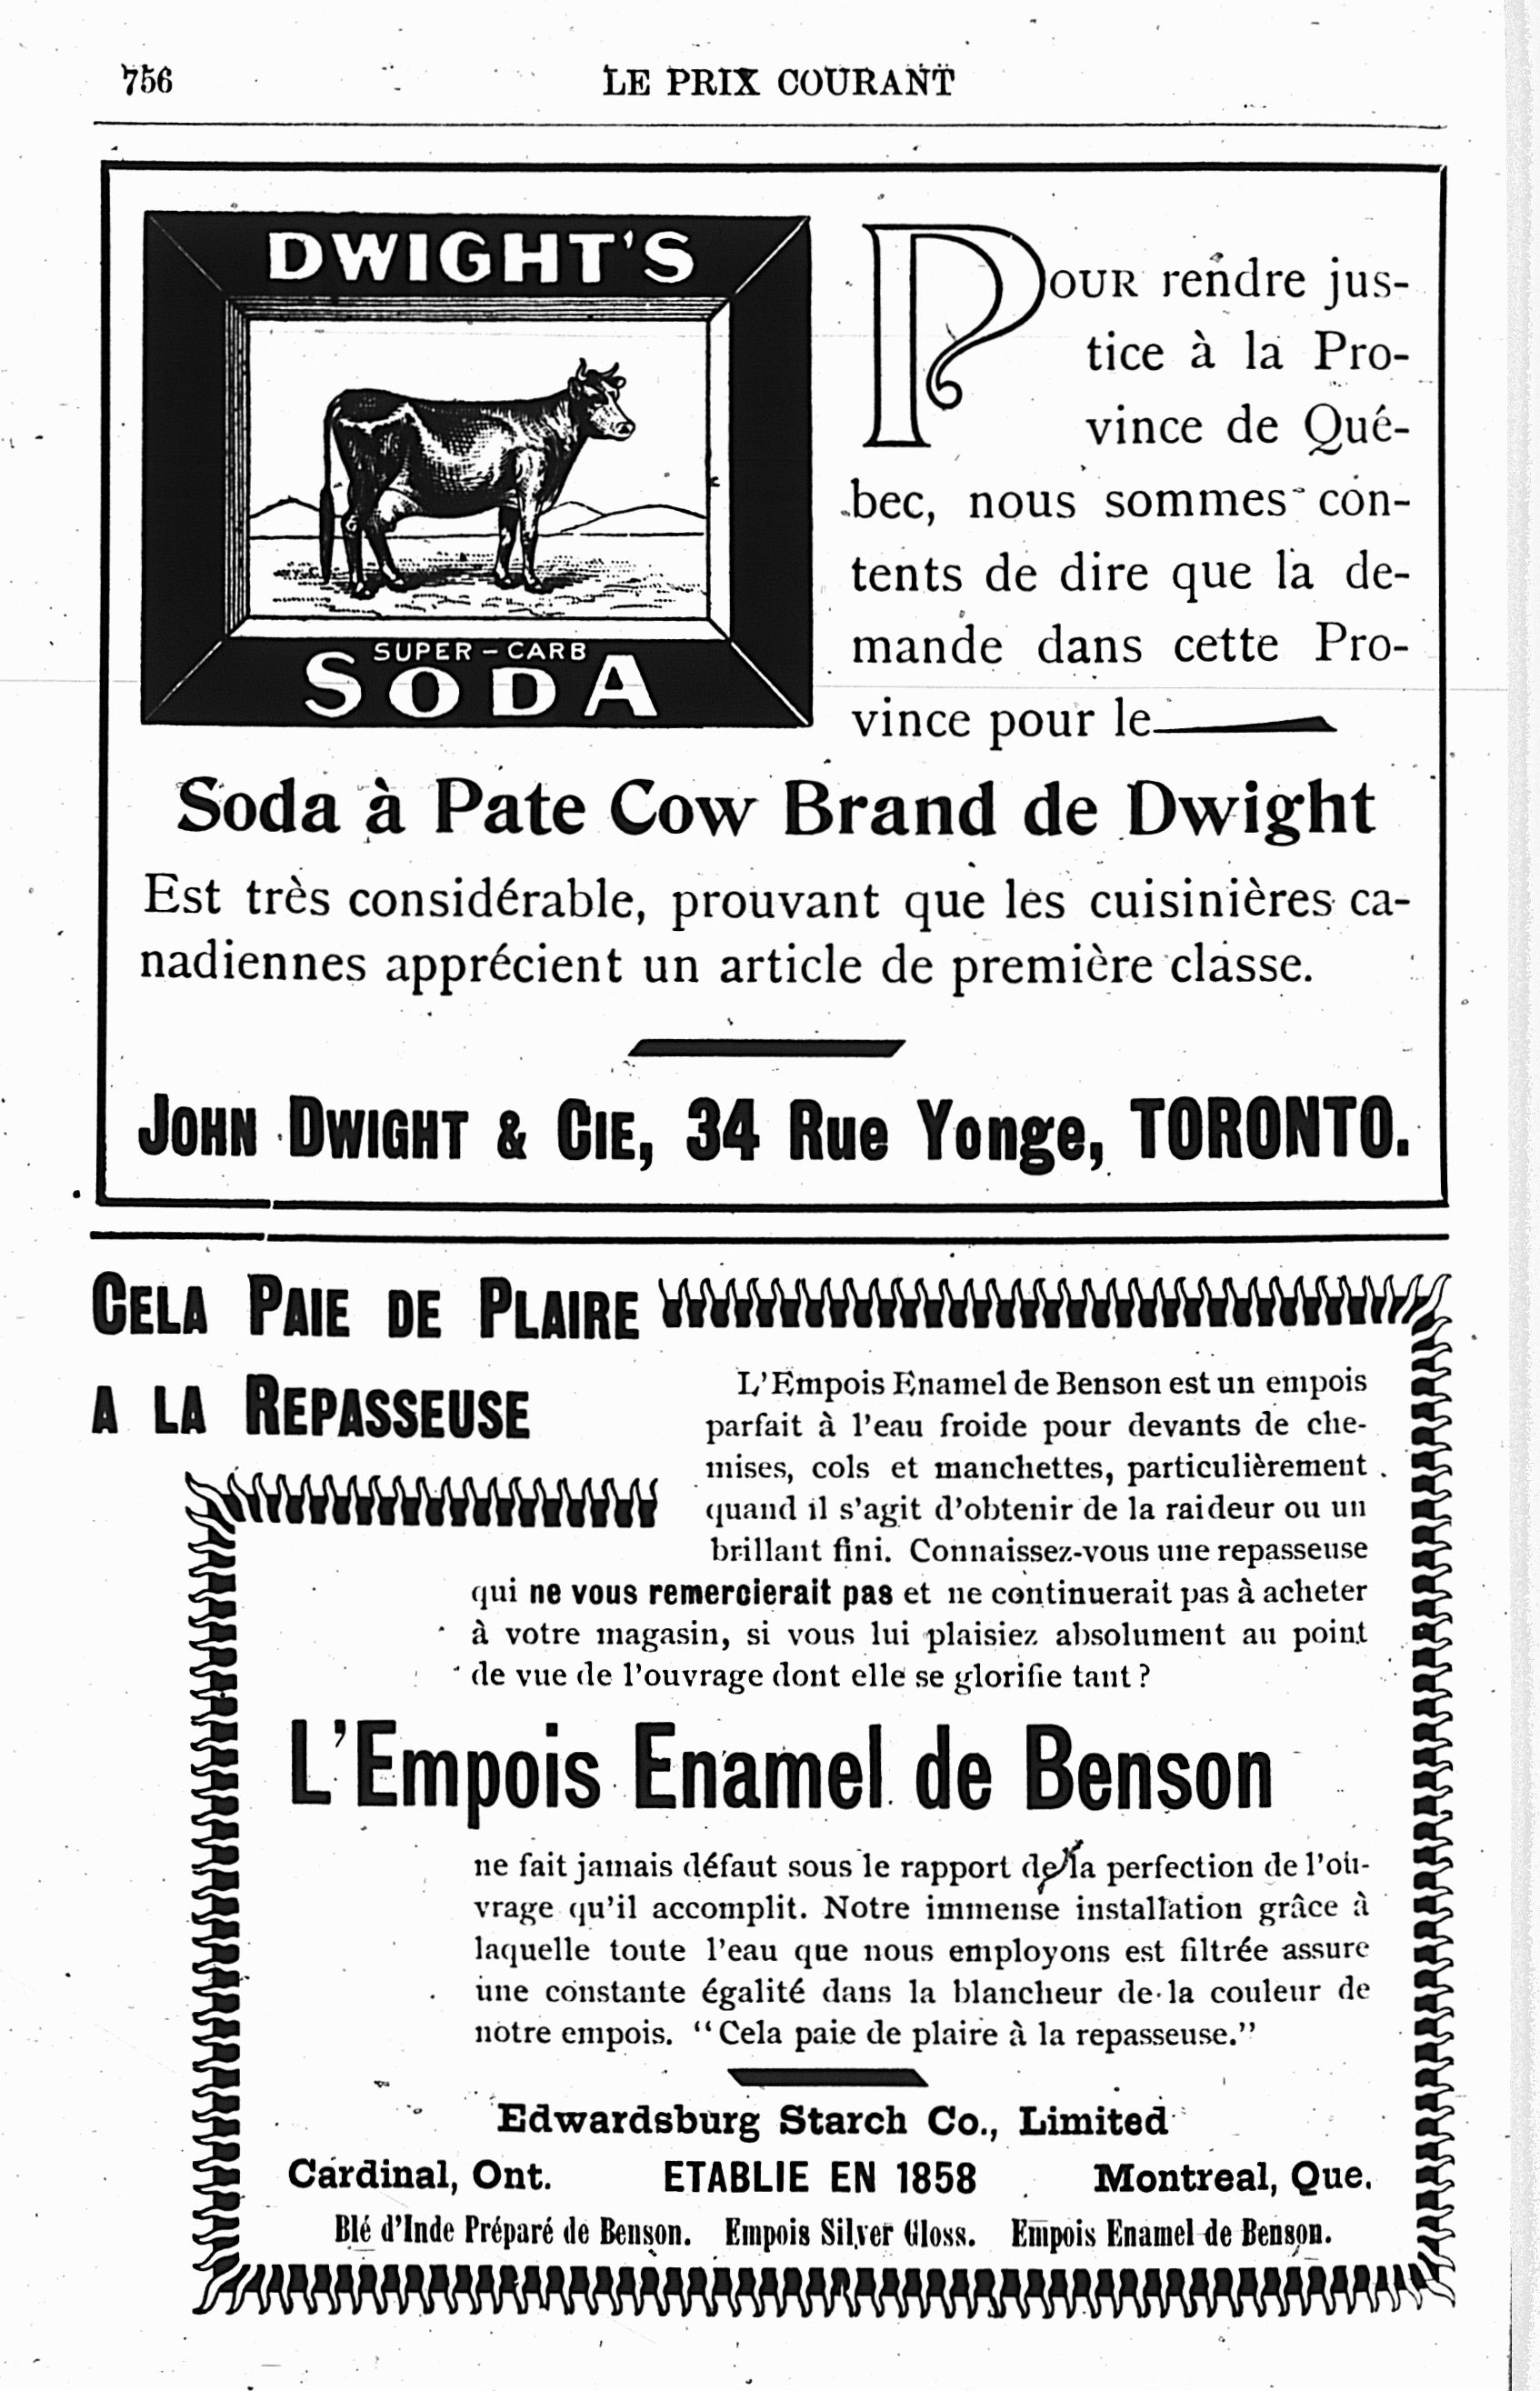 756
LE PRIX COURANT
DWIGHT'S
SUPER-CARB
SODA
POUR rendre jus-
tice à la Pro-
vince de Qué-
bec, nous sommes con-
tents de dire que la de-
mande dans cette Pro-
vince pour le
Soda à Pate Cow Brand de Dwight
Est très considérable, prouvant que les cuisinières ca-
nadiennes apprécient un article de première classe.
JOHN DWIGHT & CIE, 34 Rue Yonge, TORONTO.
CELA PAIE DE PLAIRE
A LA REPASSEUSE
L'Empois Enamel de Benson est un empois
parfait à l'eau froide pour devants de che-
mises, cols et manchettes, particulièrement
quand il s'agit d'obtenir de la raideur ou un
brillant fini. Connaissez-vous une repasseuse
qui ne vous remercierait pas et ne continuerait pas à acheter
à votre magasin, si vous lui plaisiez absolument au point
de vue de l'ouvrage dont elle se glorifie tant ?
L'Empois Enamel de Benson
ne fait jamais défaut sous le rapport de la perfection de l'ou-
vrage qu'il accomplit. Notre immense installation grâce à
laquelle toute l'eau que nous employons est filtrée assure
une constante égalité dans la blancheur de la couleur de
notre empois. "Cela paie de plaire à la repasseuse."
Edwardsburg Starch Co., Limited
Cardinal, Ont. ETABLIE EN 1858 Montreal, Que.
Blé d'Inde Préparé de Benson. Empois Silver Gloss. Empois Enamel de Benson.